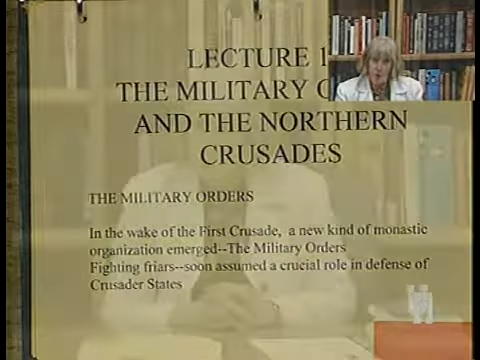 LECTURE 1
THE MILITARY
AND THE NORTHERN
CRUSADES
THE MILITARY ORDERS
In the wake of the First Crusade, a new kind of monastic
organization emerged--The Military Orders
Fighting friars--soon assumed a crucial role in defense of
Crusader States